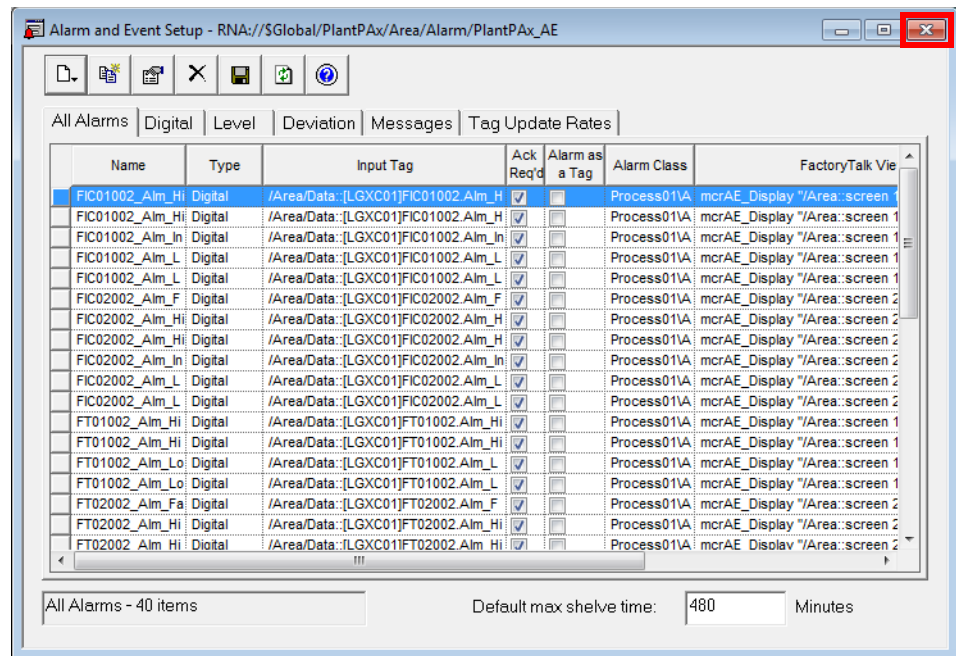 Alarm and Event Setup - RNA://$Global/PlantPAx/Area/Alarm/PlantPAx_AE
All Alarms Digital Level Deviation Messages Tag Update Rates
Name Type Input Tag Ack Req'd Alarm as a Tag Alarm Class FactoryTalk Vie
FIC01002_Alm_Hi Digital /Area/Data::[LGXC01]FIC01002.Alm_H Process01\A mcrAE_Display "/Area::screen 1
FIC01002_Alm_Hi Digital /Area/Data::[LGXC01]FIC01002.Alm_H Process01\A mcrAE_Display "/Area::screen 1
FIC01002_Alm_In Digital /Area/Data::[LGXC01]FIC01002.Alm_In Process01\A mcrAE_Display "/Area::screen 1
FIC01002_Alm_L Digital /Area/Data::[LGXC01]FIC01002.Alm_L Process01\A mcrAE_Display "/Area::screen 1
FIC01002_Alm_L Digital /Area/Data::[LGXC01]FIC01002.Alm_L Process01\A mcrAE_Display "/Area::screen 1
FIC02002_Alm_F Digital /Area/Data::[LGXC01]FIC02002.Alm_F Process01\A mcrAE_Display "/Area::screen 2
FIC02002_Alm_Hi Digital /Area/Data::[LGXC01]FIC02002.Alm_H Process01\A mcrAE_Display "/Area::screen 2
FIC02002_Alm_Hi Digital /Area/Data::[LGXC01]FIC02002.Alm_H Process01\A mcrAE_Display "/Area::screen 2
FIC02002_Alm_In Digital /Area/Data::[LGXC01]FIC02002.Alm_In Process01\A mcrAE_Display "/Area::screen 2
FIC02002_Alm_L Digital /Area/Data::[LGXC01]FIC02002.Alm_L Process01\A mcrAE_Display "/Area::screen 2
FIC02002_Alm_L Digital /Area/Data::[LGXC01]FIC02002.Alm_L Process01\A mcrAE_Display "/Area::screen 2
FT01002_Alm_Hi Digital /Area/Data::[LGXC01]FT01002.Alm_Hi Process01\A mcrAE_Display "/Area::screen 1
FT01002_Alm_Hi Digital /Area/Data::[LGXC01]FT01002.Alm_Hi Process01\A mcrAE_Display "/Area::screen 1
FT01002_Alm_Lo Digital /Area/Data::[LGXC01]FT01002.Alm_L Process01\A mcrAE_Display "/Area::screen 1
FT01002_Alm_Lo Digital /Area/Data::[LGXC01]FT01002.Alm_L Process01\A mcrAE_Display "/Area::screen 1
FT02002_Alm_Fa Digital /Area/Data::[LGXC01]FT02002.Alm_F Process01\A mcrAE_Display "/Area::screen 2
FT02002_Alm_Hi Digital /Area/Data::[LGXC01]FT02002.Alm_Hi Process01\A mcrAE_Display "/Area::screen 2
FT02002_Alm_Hi Digital /Area/Data::[LGXC01]FT02002.Alm_Hi Process01\A mcrAE_Display "/Area::screen 2
All Alarms - 40 items Default max shelve time: 480 Minutes